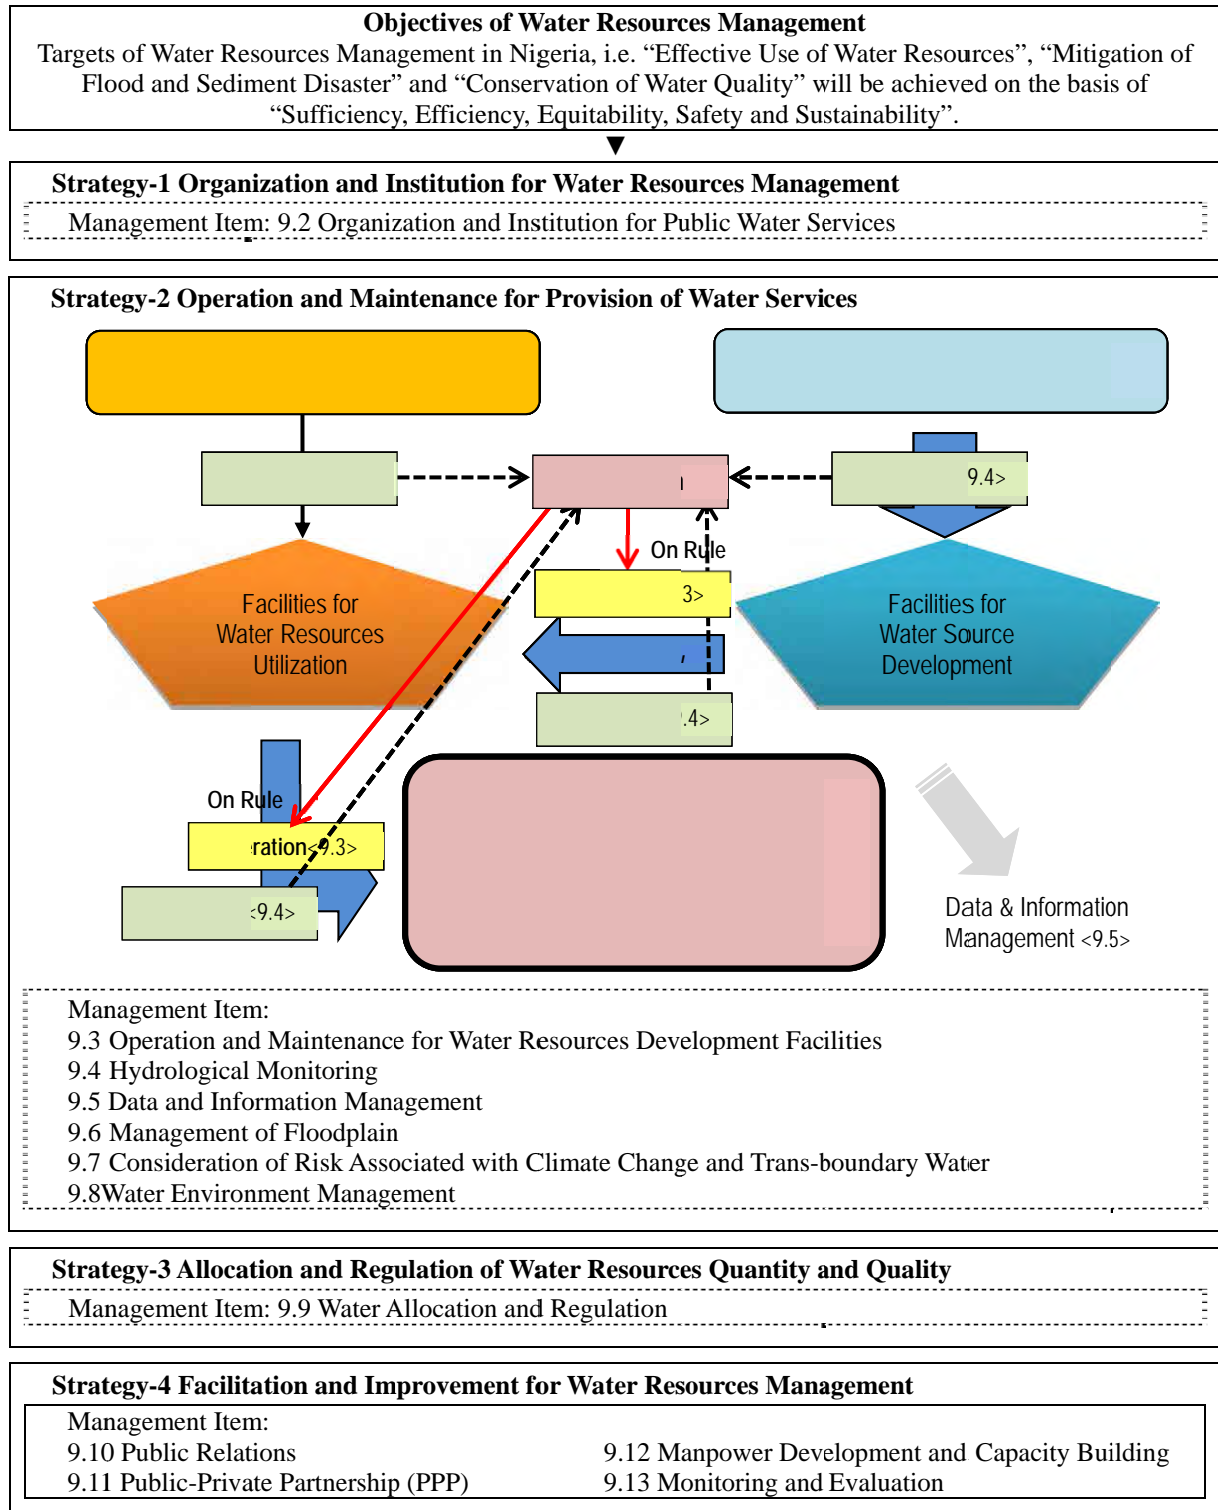 Objectives of Water Resources Management
Targets of Water Resources Management in Nigeria, i.e. “Effective Use of Water Resources”, “Mitigation of
Flood and Sediment Disaster” and “Conservation of Water Quality” will be achieved on the basis of
“Sufficiency, Efficiency, Equitability, Safety and Sustainability”.
Strategy-1 Organization and Institution for Water Resources Management
Management Item: 9.2 Organization and Institution for Public Water Services
Strategy-2 Operation and Maintenance for Provision of Water Services
9.4>
On Rule
3>
Facilities for
Water Resources
Utilization
Facilities for
Water Source
Development
.4>
On Rule
eration<9.3>
<9.4>
Data & Information
Management <9.5>
Management Item:
9.3 Operation and Maintenance for Water Resources Development Facilities
9.4 Hydrological Monitoring
9.5 Data and Information Management
9.6 Management of Floodplain
9.7 Consideration of Risk Associated with Climate Change and Trans-boundary Water
9.8Water Environment Management
Strategy-3 Allocation and Regulation of Water Resources Quantity and Quality
Management Item: 9.9 Water Allocation and Regulation
Strategy-4 Facilitation and Improvement for Water Resources Management
Management Item:
9.10 Public Relations
9.11 Public-Private Partnership (PPP)
9.12 Manpower Development and Capacity Building
9.13 Monitoring and Evaluation